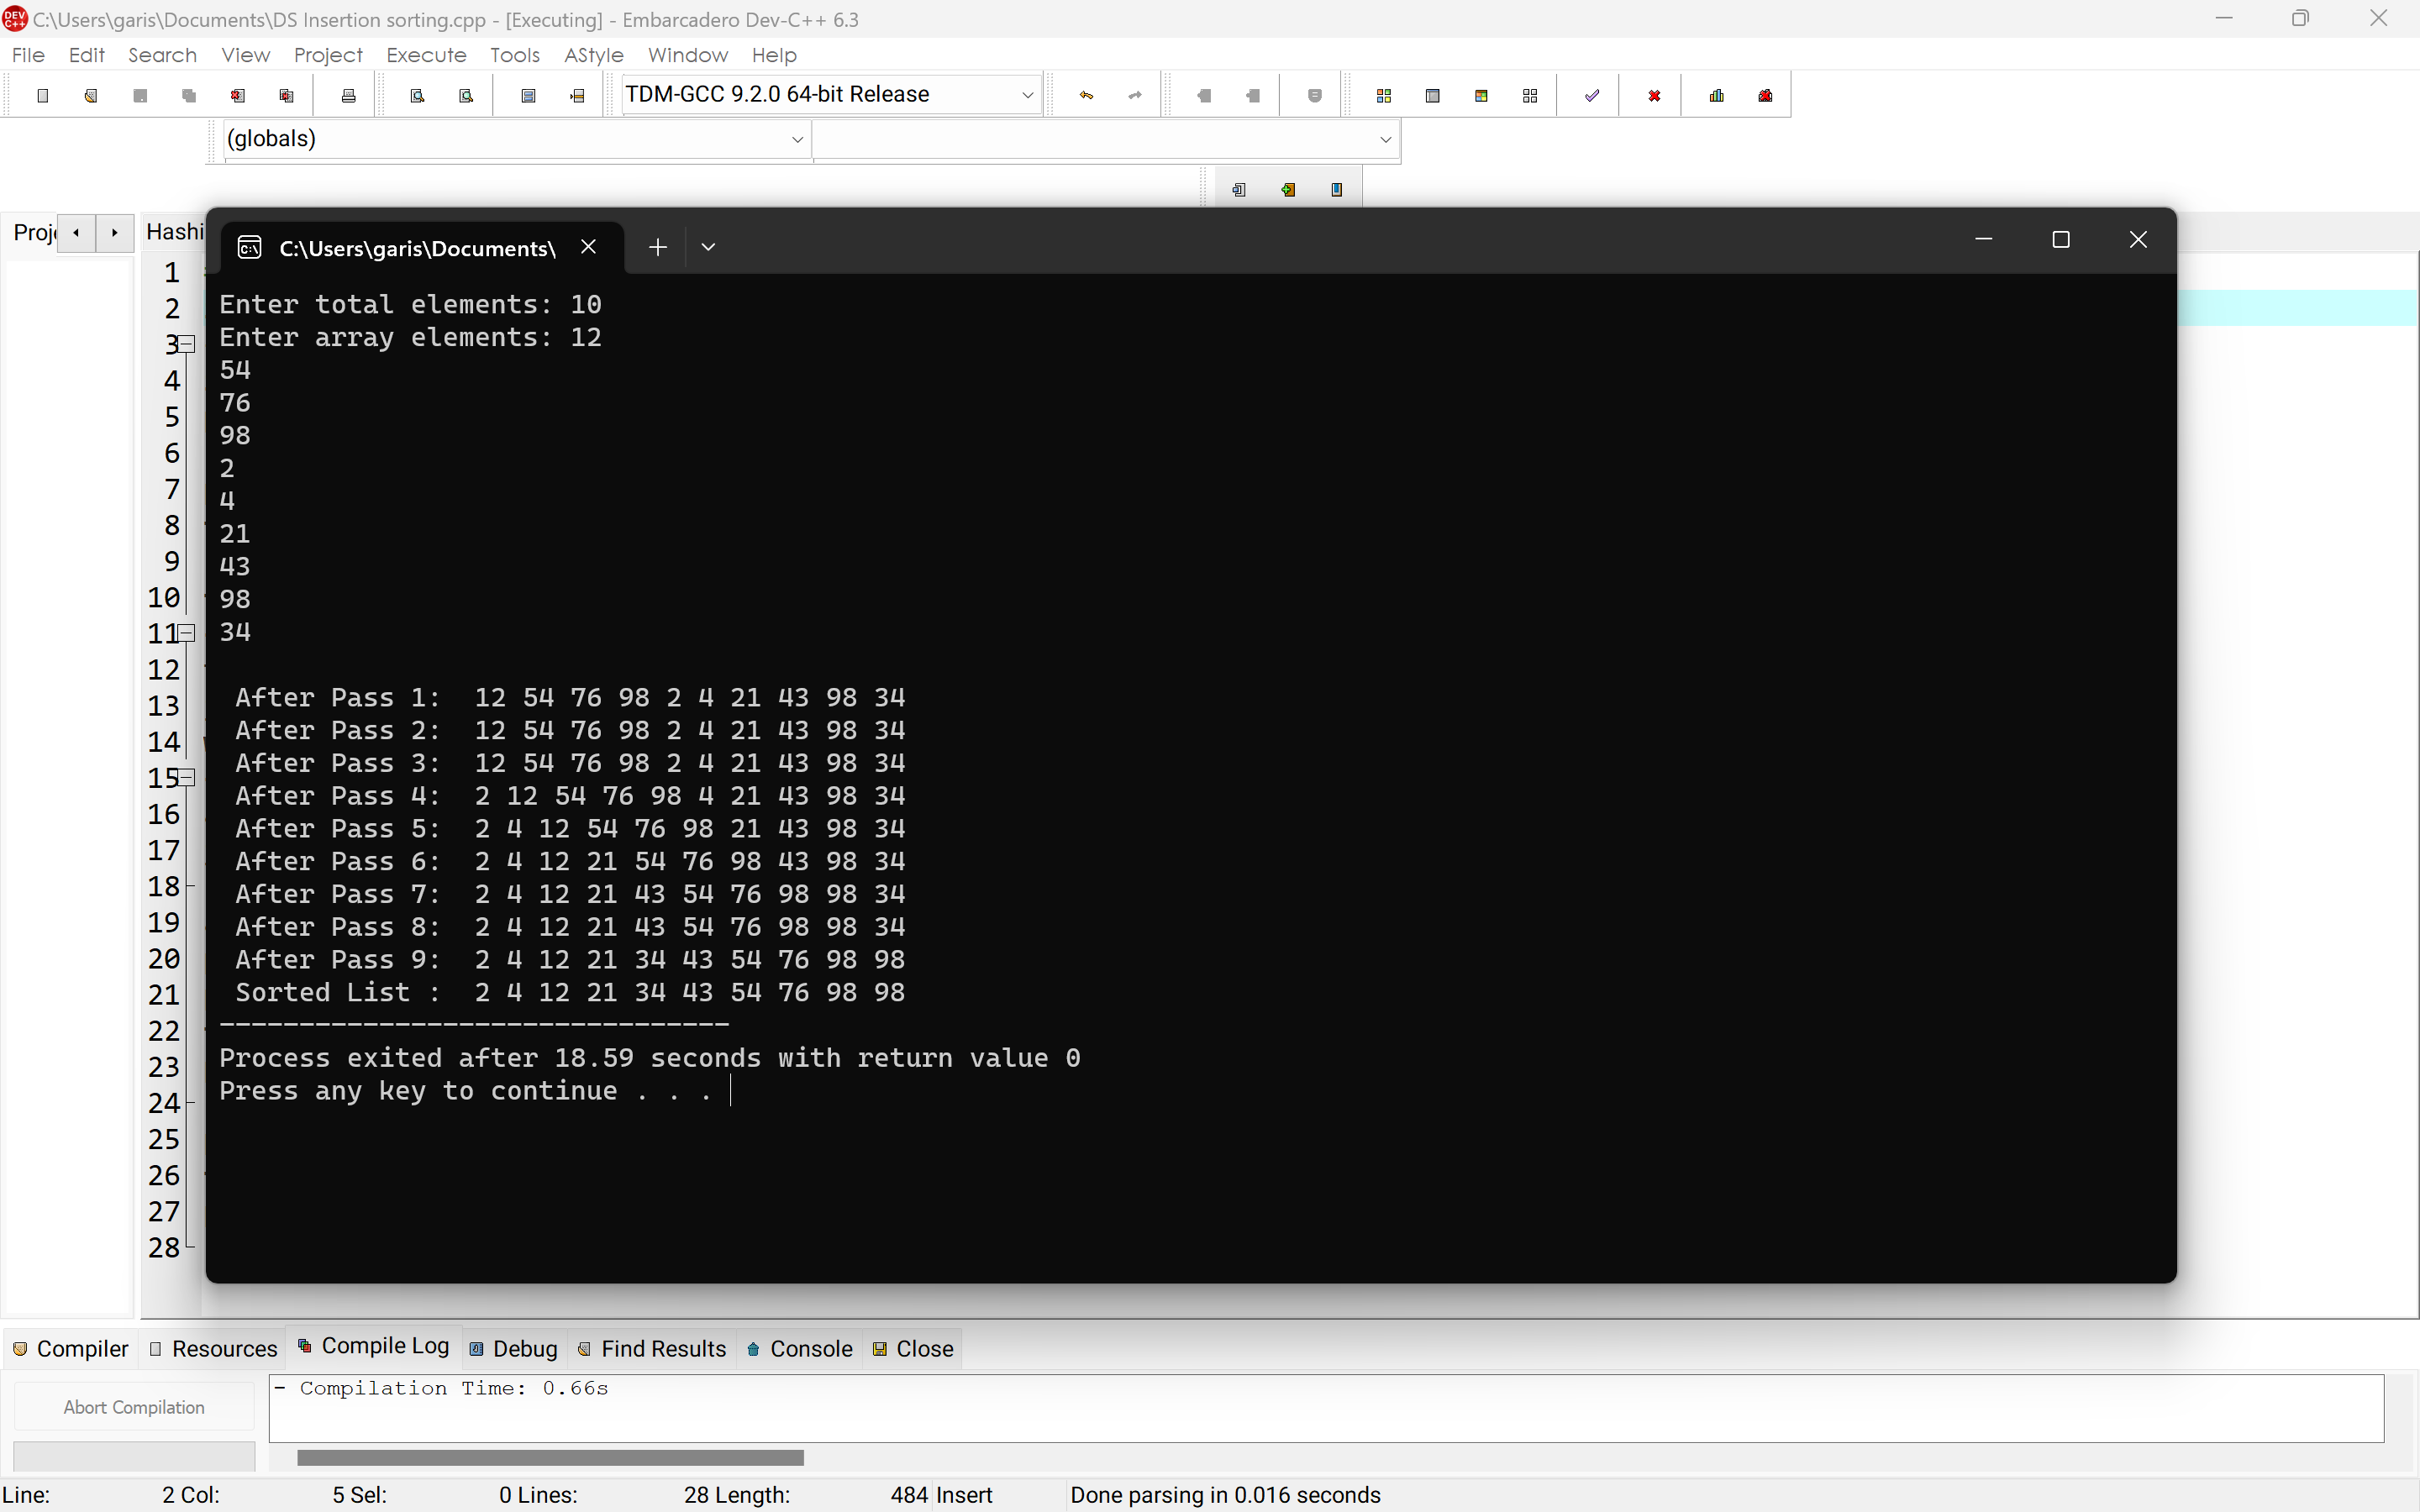 C:\Users\garis\Documents\DS Insertion sorting.cpp - [Executing] - Embarcadero Dev-C++ 6.3
File Edit Search View Project Execute Tools AStyle Window Help
TDM-GCC 9.2.0 64-bit Release
(globals)
Hashi
C:\Users\garis\Documents\
1
2
3
4
5
6
7
8
9
10
11
12
13
14
15
16
17
18
19
20
21
22
23
24
25
26
27
28
Enter total elements: 10
Enter array elements: 12
54
76
98
2
4
21
43
98
34
After Pass 1: 12 54 76 98 2 4 21 43 98 34
After Pass 2: 12 54 76 98 2 4 21 43 98 34
After Pass 3: 12 54 76 98 2 4 21 43 98 34
After Pass 4: 2 12 54 76 98 4 21 43 98 34
After Pass 5: 2 4 12 54 76 98 21 43 98 34
After Pass 6: 2 4 12 21 54 76 98 43 98 34
After Pass 7: 2 4 12 21 43 54 76 98 98 34
After Pass 8: 2 4 12 21 43 54 76 98 98 34
After Pass 9: 2 4 12 21 34 43 54 76 98 98
Sorted List : 2 4 12 21 34 43 54 76 98 98
--------------------------------
Process exited after 18.59 seconds with return value 0
Press any key to continue . . .
Compiler Resources Compile Log Debug Find Results Console Close
Abort Compilation
- Compilation Time: 0.66s
Line: 2 Col: 5 Sel: 0 Lines: 28 Length: 484 Insert Done parsing in 0.016 seconds